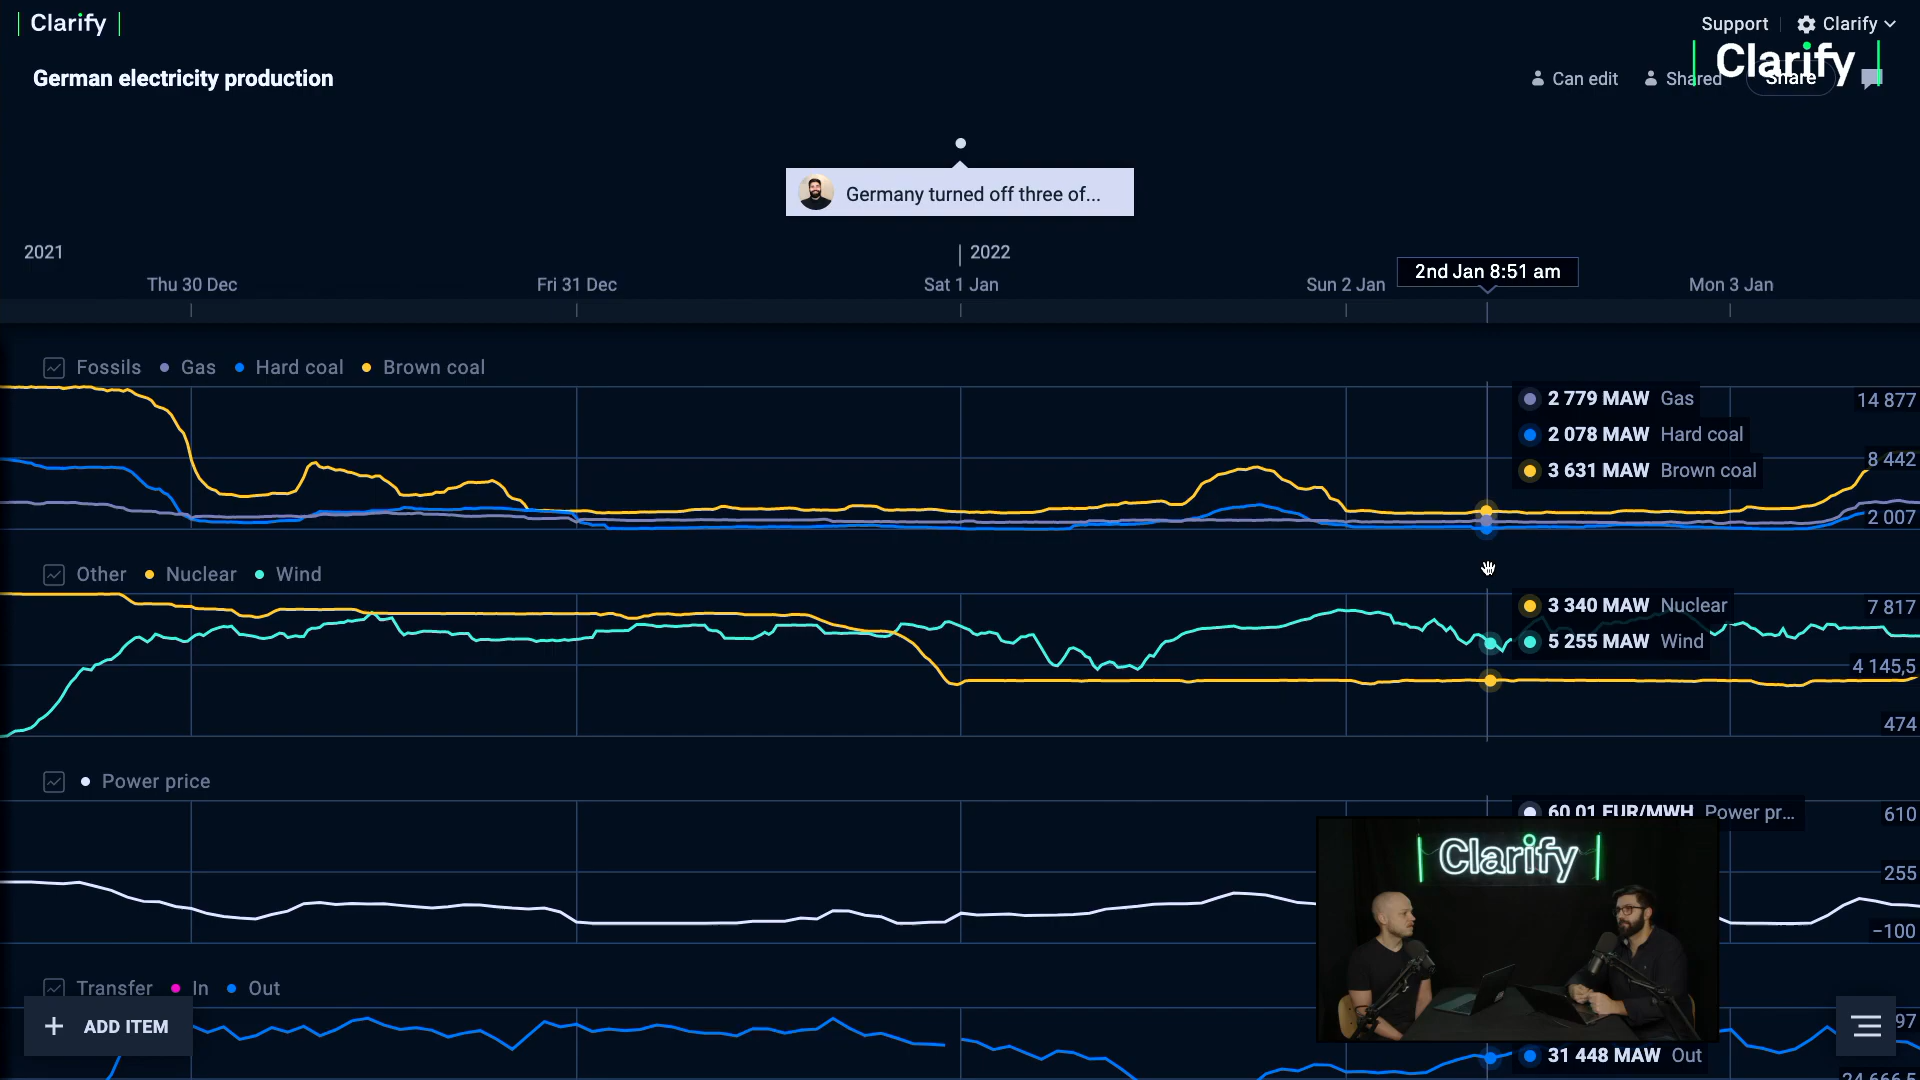 Clarify
Support
Clarify
German electricity production
Can edit
Shared
Share
Clarify
Germany turned off three of...
2021
2022
Thu 30 Dec
Fri 31 Dec
Sat 1 Jan
Sun 2 Jan
2nd Jan 8:51 am
Mon 3 Jan
Fossils Gas Hard coal Brown coal
2 779 MAW Gas
14 877
2 078 MAW Hard coal
8 442
3 631 MAW Brown coal
2 007
Other Nuclear Wind
3 340 MAW Nuclear
7 817
5 255 MAW Wind
4 145,5
474
Power price
60.01 EUR/MWH Power pr...
610
Clarify
255
−100
Transfer In Out
+ ADD ITEM
97
31 448 MAW Out
24 666,5